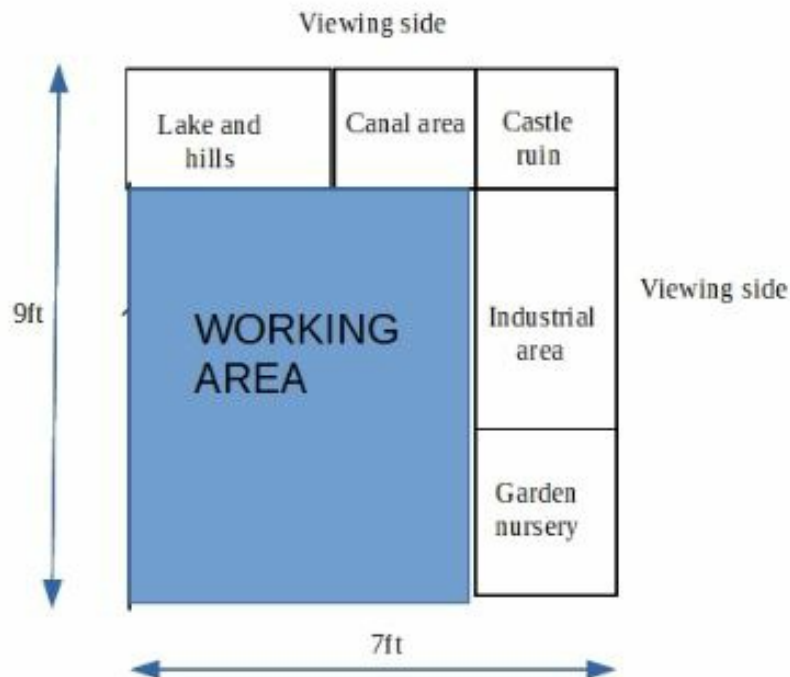 Viewing side
Lake and
hills
Canal area
Castle
ruin
Viewing side
9ft
WORKING
AREA
Industrial
area
Garden
nursery
7ft